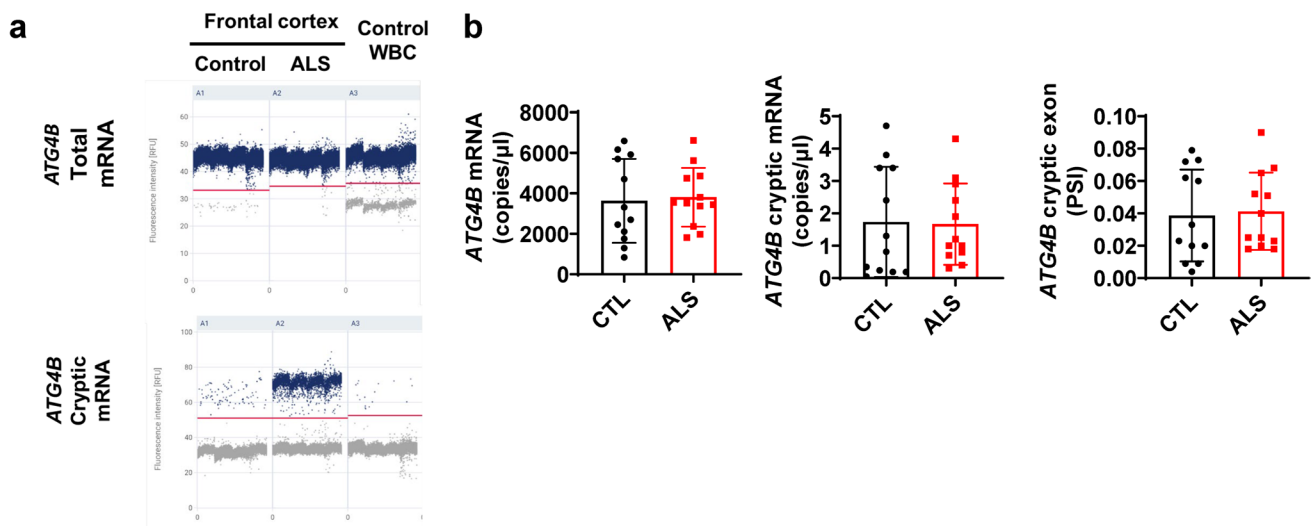 a
Frontal cortex
Control
ALS
Control
WBC
ATG4B
Total
mRNA
A1
A2
A3
Fluorescence intensity [RFU]
60
50
40
30
20
10
0
0
0
0
ATG4B
Cryptic
mRNA
A1
A2
A3
Fluorescence intensity [RFU]
100
80
60
40
20
0
0
0
0
b
ATG4B mRNA
(copies/µl)
8000
6000
4000
2000
0
CTL
ALS
ATG4B cryptic mRNA
(copies/µl)
5
4
3
2
1
0
CTL
ALS
ATG4B cryptic exon
(PSI)
0.10
0.08
0.06
0.04
0.02
0.00
CTL
ALS